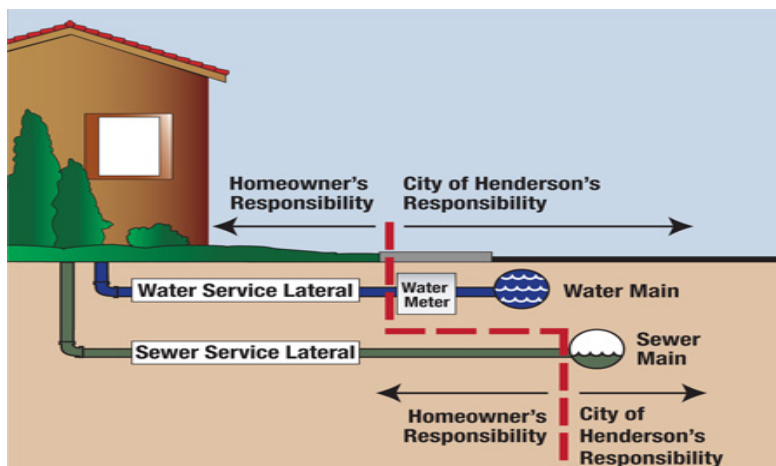 Homeowner's
Responsibility
City of Henderson's
Responsibility
Water Service Lateral
Water
Meter
Water Main
Sewer Service Lateral
Sewer
Main
Homeowner's
Responsibility
City of
Henderson's
Responsibility